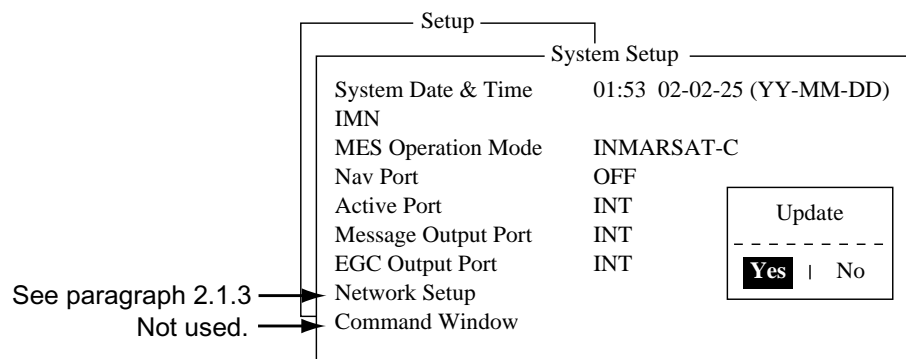 Setup
System Setup
System Date & Time 01:53 02-02-25 (YY-MM-DD)
IMN
MES Operation Mode INMARSAT-C
Nav Port OFF
Active Port INT
Message Output Port INT
EGC Output Port INT
Network Setup
Command Window
Update
Yes | No
See paragraph 2.1.3
Not used.